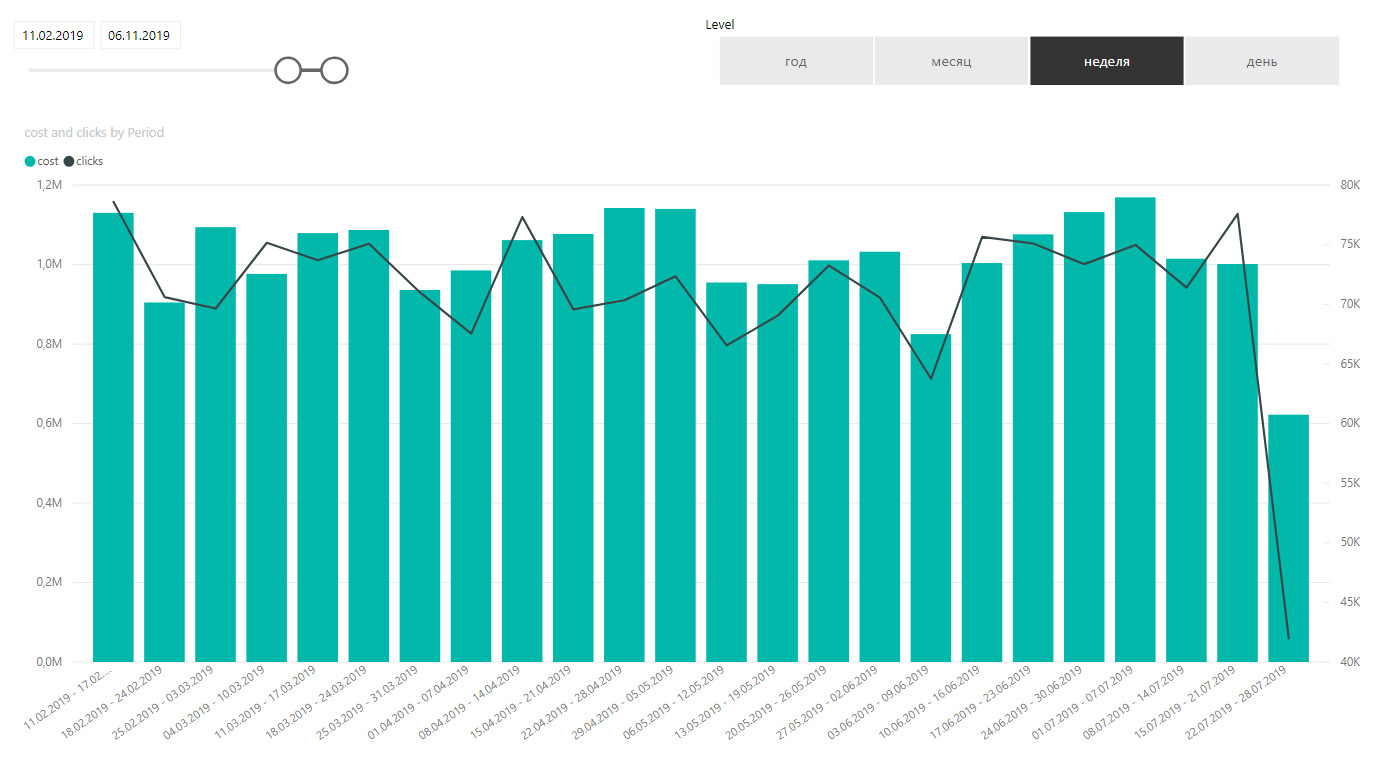 11.02.2019 06.11.2019
Level
год месяц неделя день
cost and clicks by Period
cost clicks
1,2M 80K
75K
1,0M
70K
0,8M
65K
0,6M 60K
55K
0,4M
50K
0,2M
45K
0,0M 40K
11.02.2019 - 17.02....
18.02.2019 - 24.02.2019
25.02.2019 - 03.03.2019
04.03.2019 - 10.03.2019
11.03.2019 - 17.03.2019
18.03.2019 - 24.03.2019
25.03.2019 - 31.03.2019
01.04.2019 - 07.04.2019
08.04.2019 - 14.04.2019
15.04.2019 - 21.04.2019
22.04.2019 - 28.04.2019
29.04.2019 - 05.05.2019
06.05.2019 - 12.05.2019
13.05.2019 - 19.05.2019
20.05.2019 - 26.05.2019
27.05.2019 - 02.06.2019
03.06.2019 - 09.06.2019
10.06.2019 - 16.06.2019
17.06.2019 - 23.06.2019
24.06.2019 - 30.06.2019
01.07.2019 - 07.07.2019
08.07.2019 - 14.07.2019
15.07.2019 - 21.07.2019
22.07.2019 - 28.07.2019